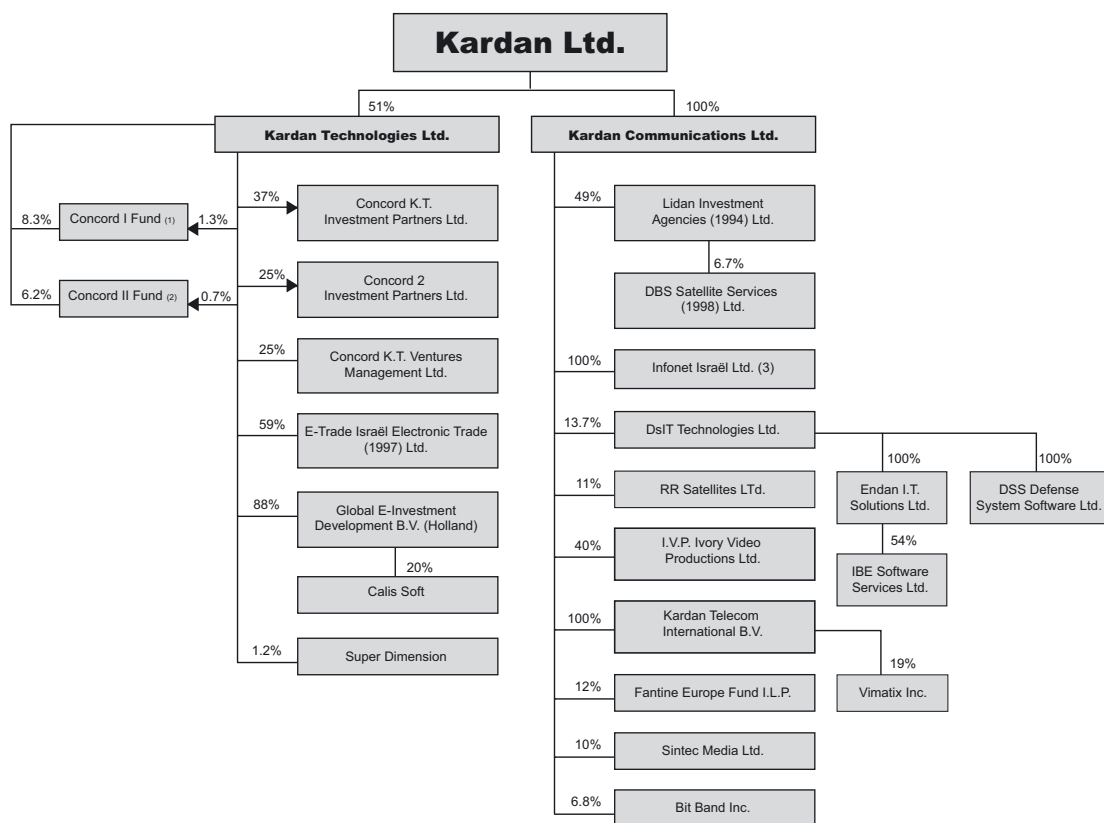 Kardan Ltd.
51%
100%
Kardan Technologies Ltd.
Kardan Communications Ltd.
8.3%
Concord I Fund (1)
1.3%
6.2%
Concord II Fund (2)
0.7%
37%
Concord K.T.
Investment Partners Ltd.
25%
Concord 2
Investment Partners Ltd.
25%
Concord K.T. Ventures
Management Ltd.
59%
E-Trade Israël Electronic Trade
(1997) Ltd.
88%
Global E-Investment
Development B.V. (Holland)
20%
Calis Soft
1.2%
Super Dimension
49%
Lidan Investment
Agencies (1994) Ltd.
6.7%
DBS Satellite Services
(1998) Ltd.
100%
Infonet Israël Ltd. (3)
13.7%
DsIT Technologies Ltd.
100%
Endan I.T.
Solutions Ltd.
54%
IBE Software
Services Ltd.
100%
DSS Defense
System Software Ltd.
11%
RR Satellites LTd.
40%
I.V.P. Ivory Video
Productions Ltd.
100%
Kardan Telecom
International B.V.
19%
Vimatix Inc.
12%
Fantine Europe Fund I.L.P.
10%
Sintec Media Ltd.
6.8%
Bit Band Inc.